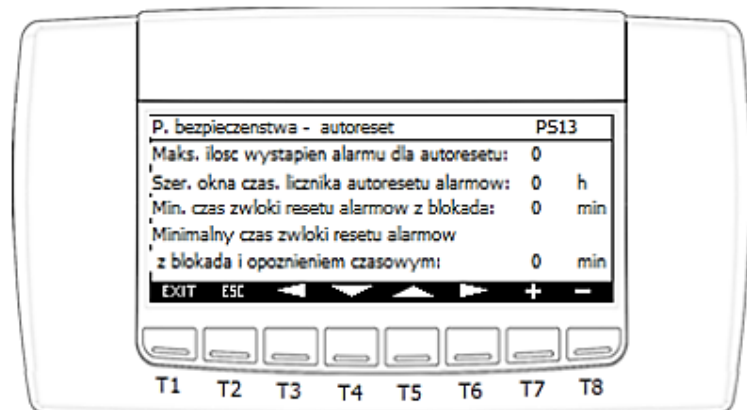 P. bezpieczenstwa - autoreset PS13
Maks. ilosc wystapien alarmu dla autoresetu: 0
Szer. okna czas. licznika autoresetu alarmow: 0 h
Min. czas zwloki resetu alarmow z blokada: 0 min
Minimalny czas zwloki resetu alarmow
z blokada i opoznieniem czasowym: 0 min
EXIT ESC + -
T1 T2 T3 T4 T5 T6 T7 T8